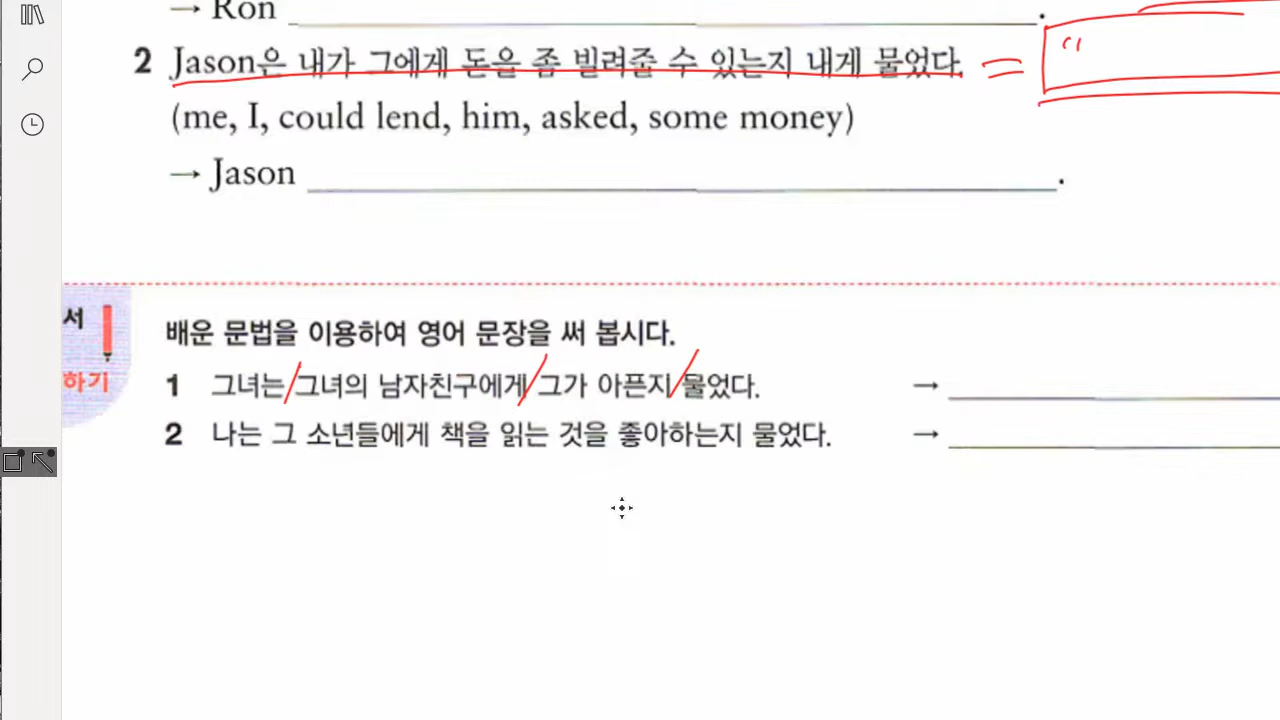 → Ron .
2 Jason은 내가 그에게 돈을 좀 빌려줄 수 있는지 내게 물었다. =
(me, I, could lend, him, asked, some money)
→ Jason .
서
하기
배운 문법을 이용하여 영어 문장을 써 봅시다.
1 그녀는/그녀의 남자친구에게/그가 아픈지/물었다. →
2 나는 그 소년들에게 책을 읽는 것을 좋아하는지 물었다. →